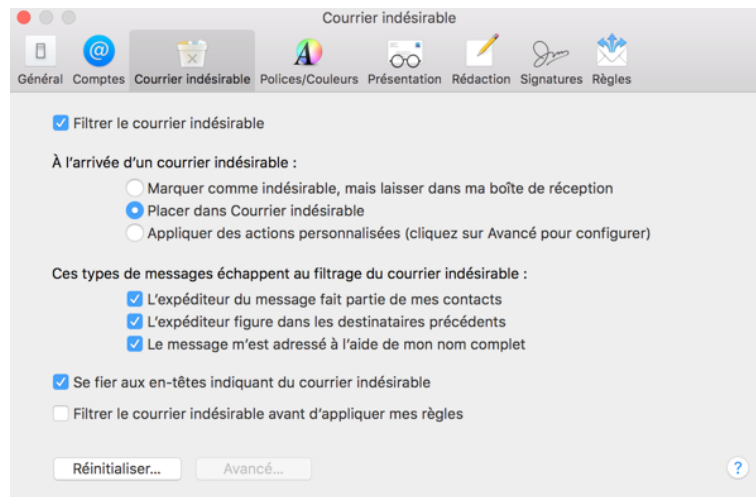 Courrier indésirable
Général Comptes Courrier indésirable Polices/Couleurs Présentation Rédaction Signatures Règles
Filtrer le courrier indésirable
À l'arrivée d'un courrier indésirable :
Marquer comme indésirable, mais laisser dans ma boîte de réception
Placer dans Courrier indésirable
Appliquer des actions personnalisées (cliquez sur Avancé pour configurer)
Ces types de messages échappent au filtrage du courrier indésirable :
L'expéditeur du message fait partie de mes contacts
L'expéditeur figure dans les destinataires précédents
Le message m'est adressé à l'aide de mon nom complet
Se fier aux en-têtes indiquant du courrier indésirable
Filtrer le courrier indésirable avant d'appliquer mes règles
Réinitialiser... Avancé... ?